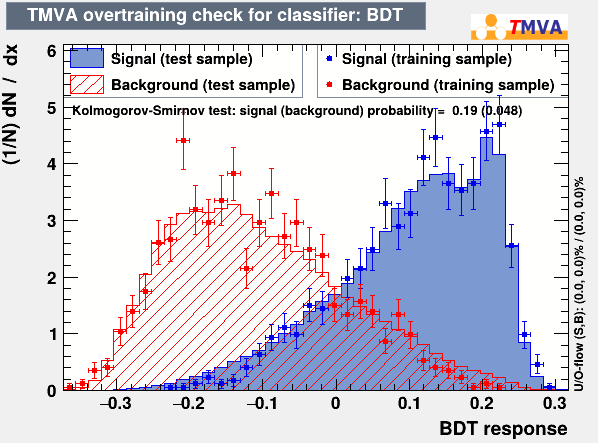 TMVA overtraining check for classifier: BDT
TMVA
(1/N) dN / dx
Signal (test sample)
Signal (training sample)
Background (test sample)
Background (training sample)
Kolmogorov-Smirnov test: signal (background) probability = 0.19 (0.048)
6
5
4
3
2
1
0
−0.3 −0.2 −0.1 0 0.1 0.2 0.3
BDT response
U/O-flow (S,B): (0.0, 0.0)% / (0.0, 0.0)%